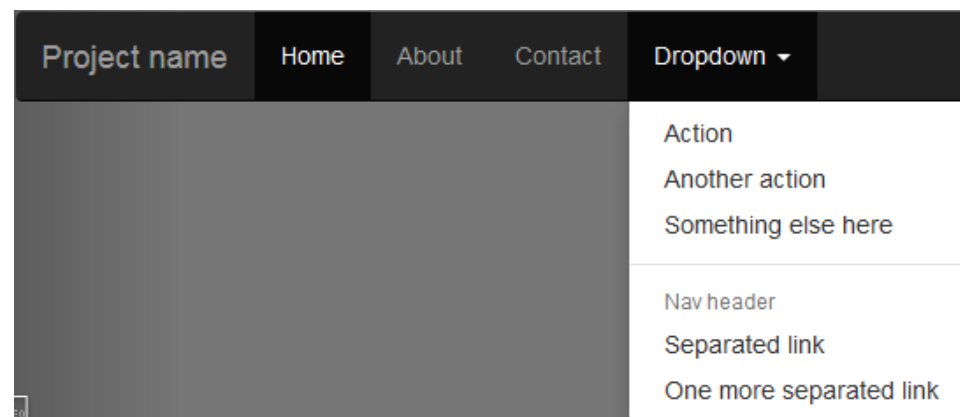 Project name Home About Contact Dropdown
Action
Another action
Something else here
Nav header
Separated link
One more separated link